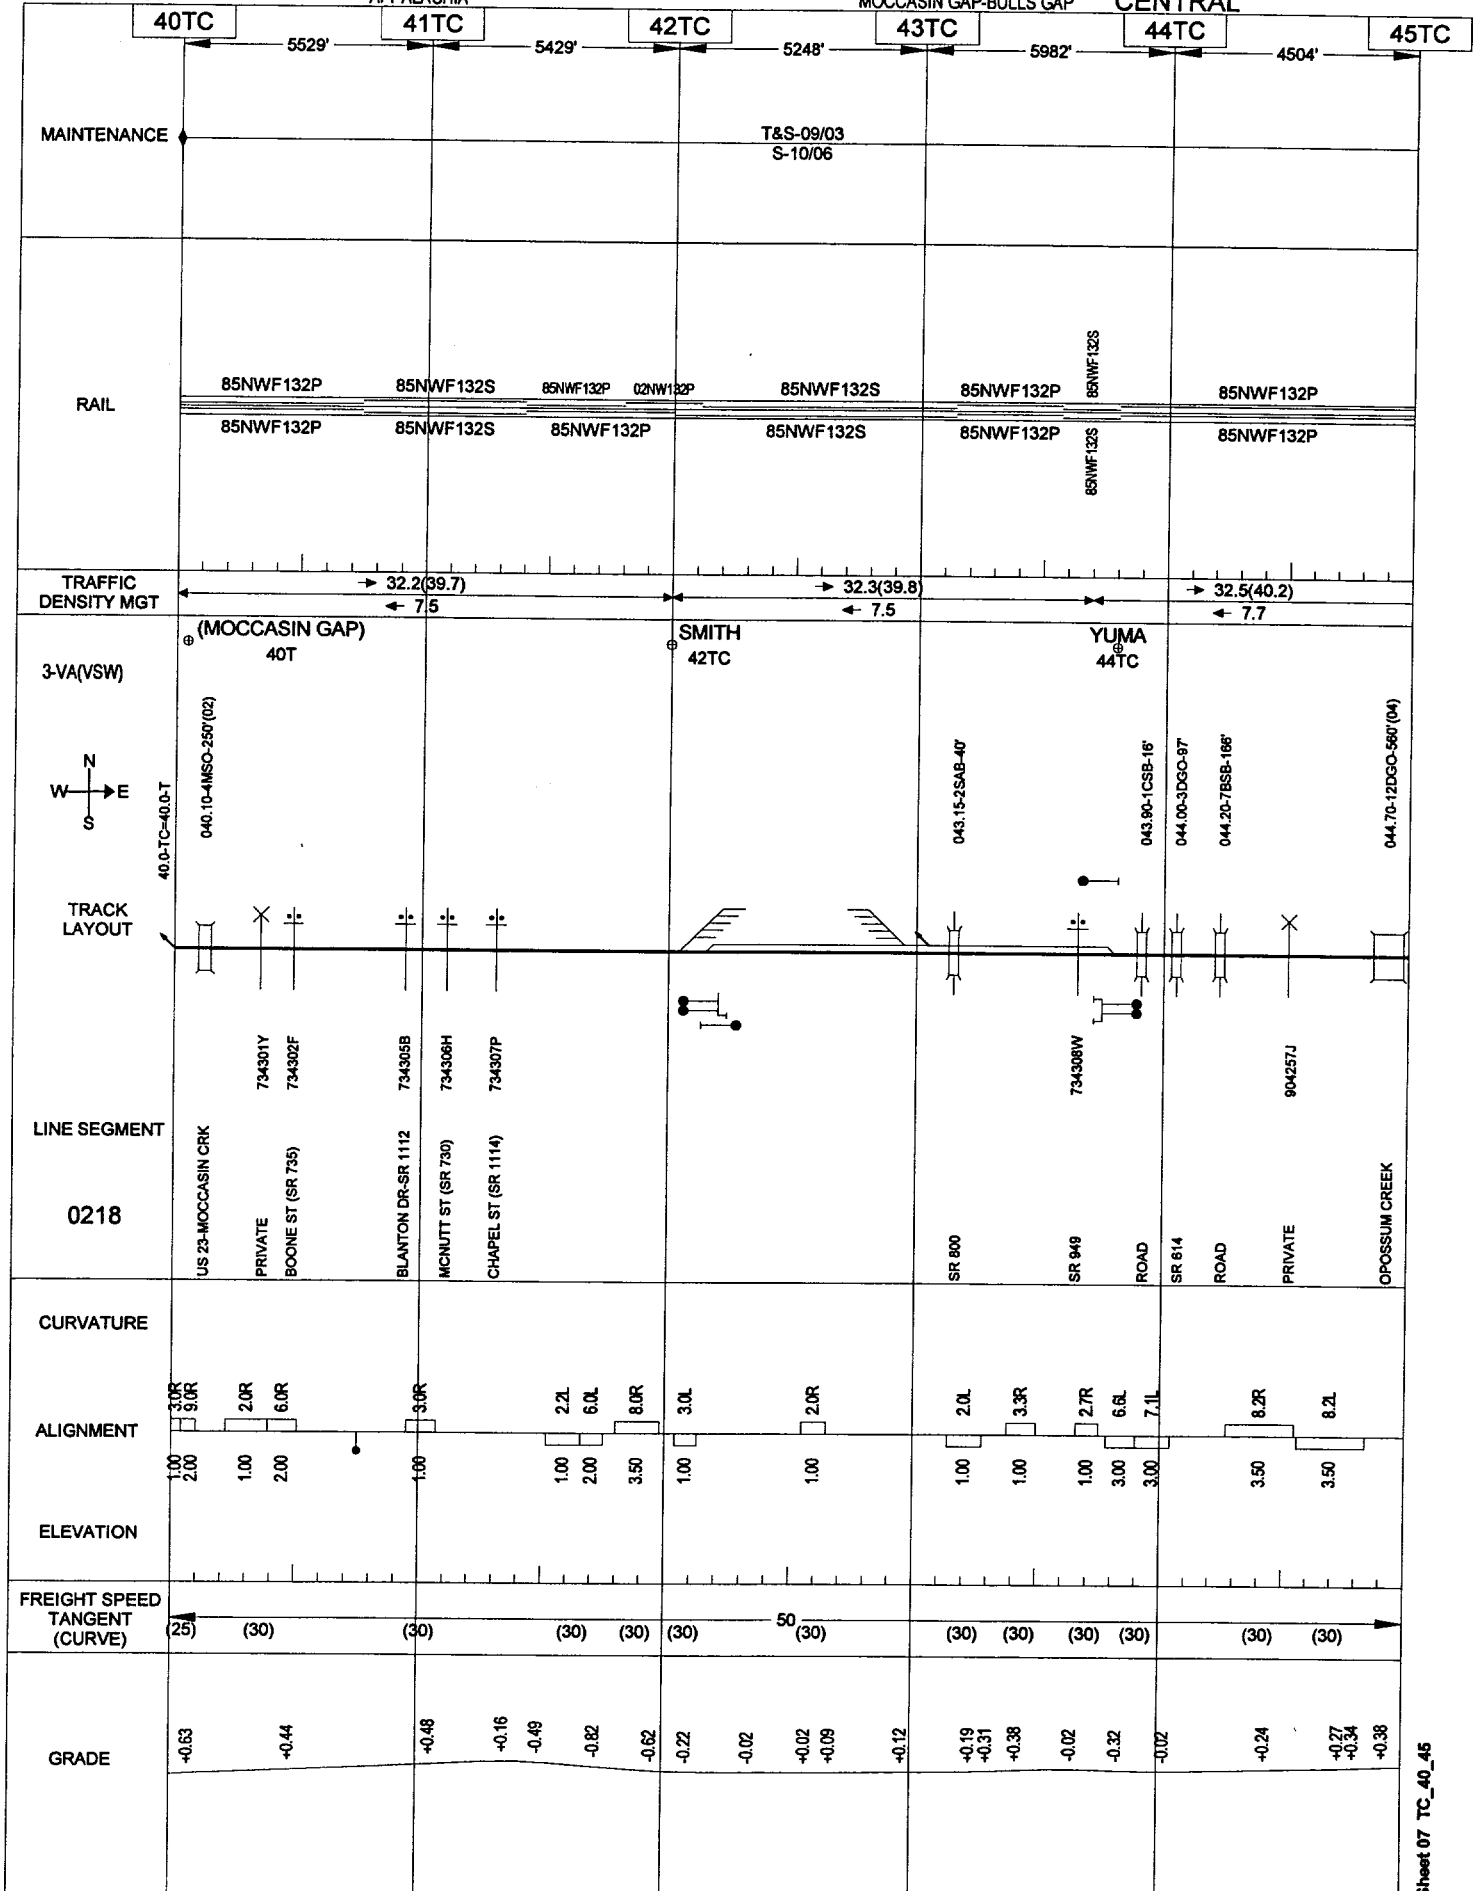 MOCCASIN GAP-BULLS GAP CENTRAL
40TC 41TC 42TC 43TC 44TC 45TC
5529' 5429' 5248' 5982' 4504'
MAINTENANCE
T&S-09/03
S-10/06
RAIL
85NWF132P 85NWF132S 85NWF132P 02NW132P 85NWF132S 85NWF132P 85NWF132S 85NWF132P
85NWF132P 85NWF132S 85NWF132P 85NWF132S 85NWF132P 85NWF132S 85NWF132P
TRAFFIC
DENSITY MGT
32.2(39.7) 32.3(39.8) 32.5(40.2)
7.5 7.5 7.7
(MOCCASIN GAP)
40T
SMITH
42TC
YUMA
44TC
3-VA(VSW)
N
W E
S
40.0-TC=40.0-T
040.10-4MSO-250'(02)
043.15-2SAB-40'
043.90-1CSB-16'
044.00-3DGO-97'
044.20-7BSB-166'
044.70-12DGO-560'(04)
TRACK
LAYOUT
734301Y
734302F
734305B
734306H
734307P
734308W
904257J
LINE SEGMENT
0218
US 23-MOCCASIN CRK
PRIVATE
BOONE ST (SR 735)
BLANTON DR-SR 1112
MCNUTT ST (SR 730)
CHAPEL ST (SR 1114)
SR 800
SR 949
ROAD
SR 614
ROAD
PRIVATE
OPOSSUM CREEK
CURVATURE
3.0R 9.0R 2.0R 6.0R 3.0R 2.2L 6.0L 8.0R 3.0L 2.0R 2.0L 3.3R 2.7R 6.6L 7.1L 8.2R 8.2L
ALIGNMENT
1.00 2.00 1.00 2.00 1.00 1.00 2.00 3.50 1.00 1.00 1.00 1.00 1.00 3.00 3.00 3.50 3.50
ELEVATION
FREIGHT SPEED
TANGENT
(CURVE)
50
(25) (30) (30) (30) (30) (30) (30) (30) (30) (30) (30) (30) (30)
GRADE
+0.63 +0.44 +0.48 +0.16 -0.49 -0.82 -0.62 -0.22 -0.02 +0.02 +0.09 +0.12 +0.19 +0.31 +0.38 -0.02 -0.32 -0.02 +0.24 +0.27 +0.34 +0.38
Sheet 07 TC_40_45